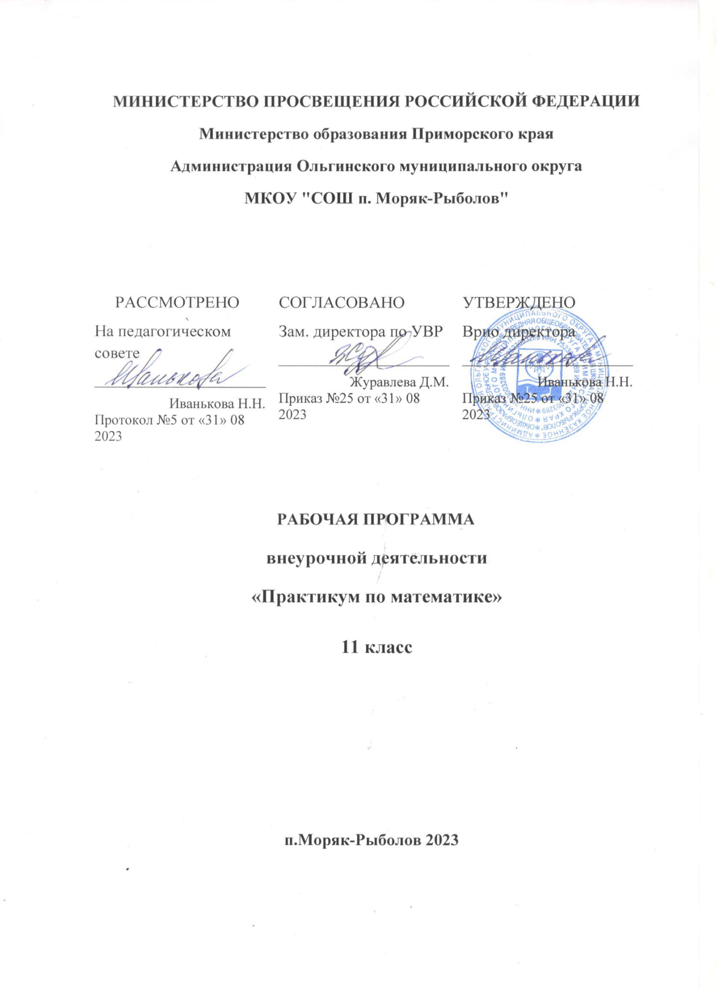 МИНИСТЕРСТВО ПРОСВЕЩЕНИЯ РОССИЙСКОЙ ФЕДЕРАЦИИ
Министерство образования Приморского края
Администрация Ольгинского муниципального округа
МКОУ "СОШ п. Моряк-Рыболов"
РАССМОТРЕНО
На педагогическом
совете
Иванькова
Иванькова Н.Н.
Протокол №5 от «31» 08
2023
СОГЛАСОВАНО
Зам. директора по УВР
Журавлева Д.М.
Приказ №25 от «31» 08
2023
УТВЕРЖДЕНО
Врио директора
Иванькова
Иванькова Н.Н.
Приказ №25 от «31» 08
2023
РАБОЧАЯ ПРОГРАММА
внеурочной деятельности
«Практикум по математике»
11 класс
п.Моряк-Рыболов 2023